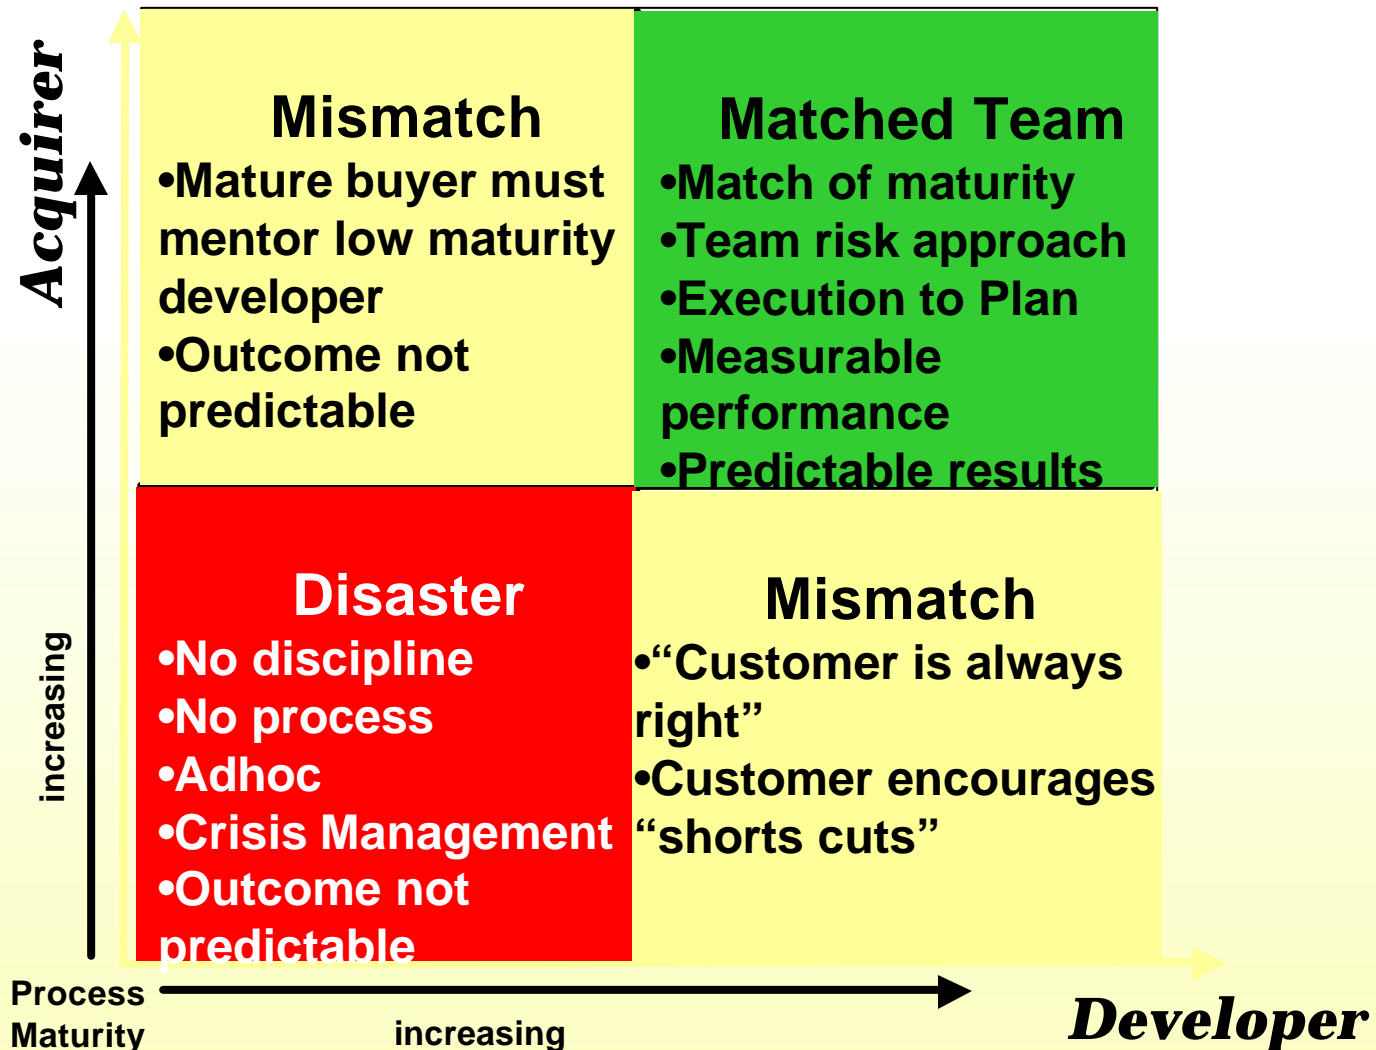 Acquirer
increasing
Mismatch
•Mature buyer must
mentor low maturity
developer
•Outcome not
predictable
Matched Team
•Match of maturity
•Team risk approach
•Execution to Plan
•Measurable
performance
•Predictable results
Disaster
•No discipline
•No process
•Adhoc
•Crisis Management
•Outcome not
predictable
Mismatch
•“Customer is always
right”
•Customer encourages
“shorts cuts”
Process
Maturity
increasing
Developer